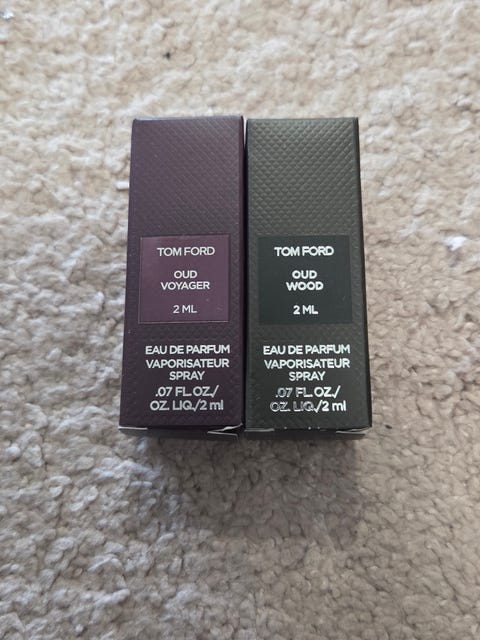 TOM FORD
OUD
VOYAGER
2 ML
EAU DE PARFUM
VAPORISATEUR
SPRAY
.07 FL.OZ./
OZ. LIQ./2 ml
TOM FORD
OUD
WOOD
2 ML
EAU DE PARFUM
VAPORISATEUR
SPRAY
.07 FL.OZ./
OZ. LIQ./2 ml